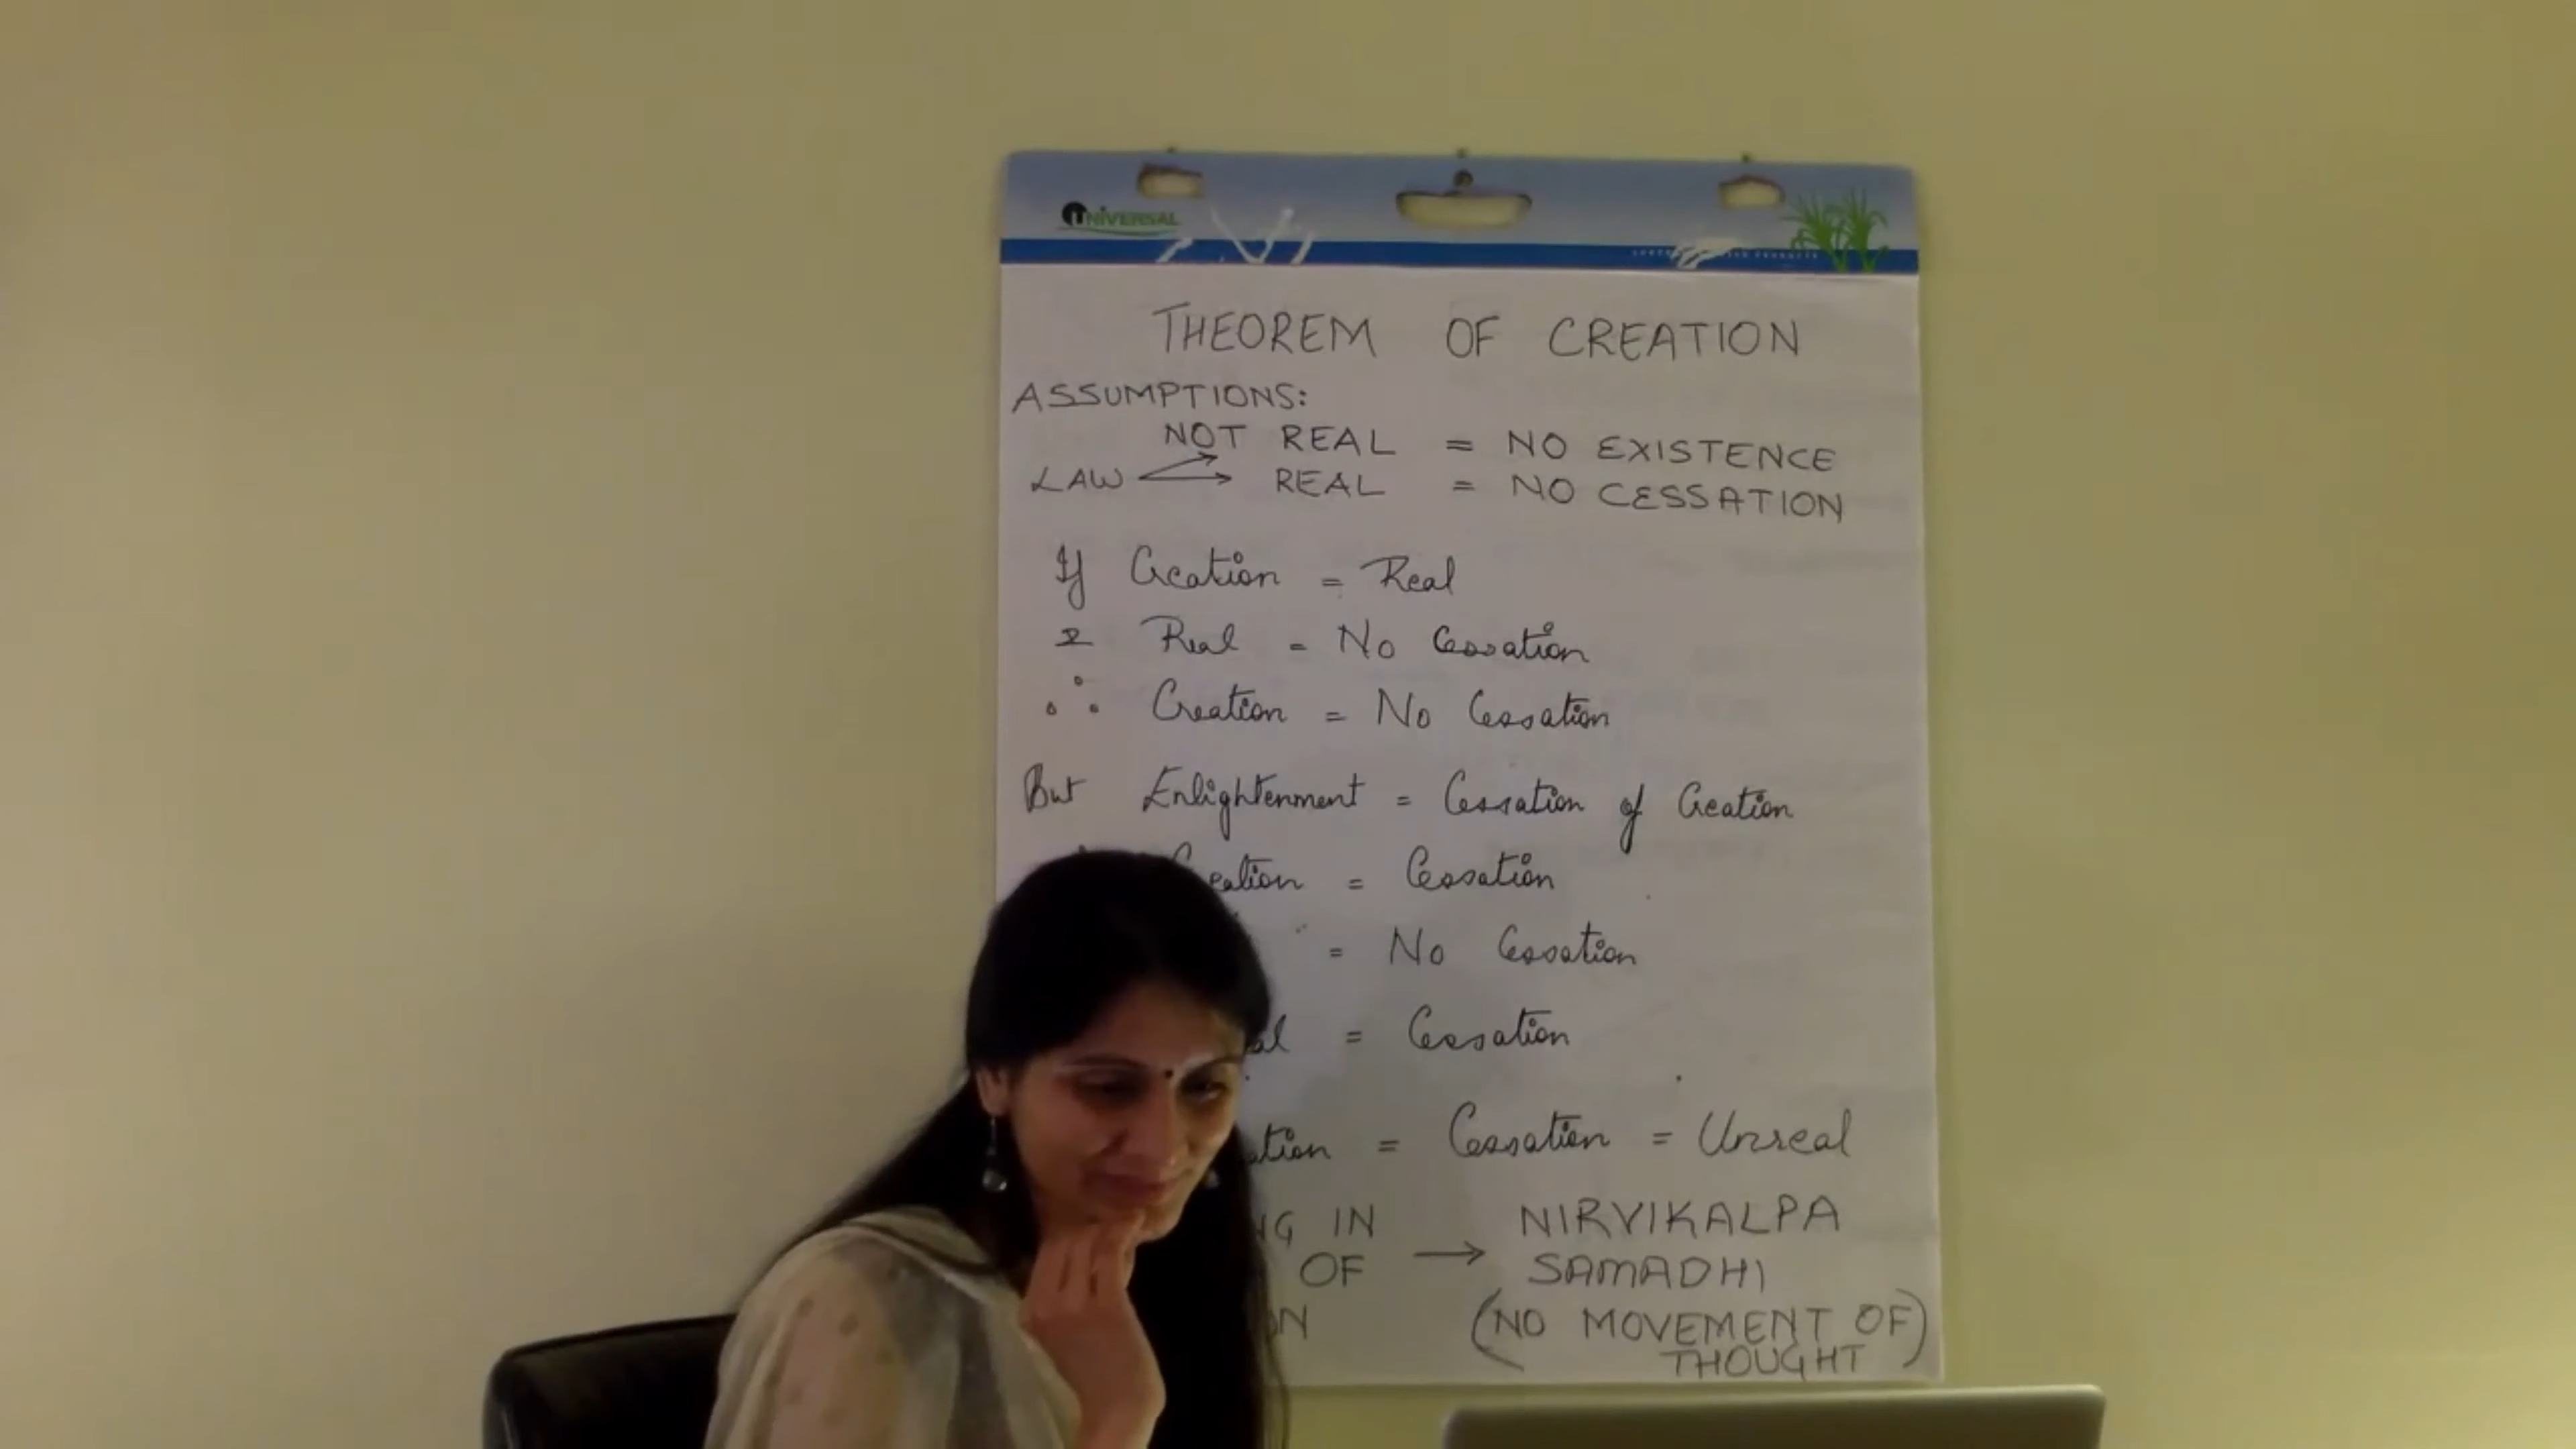 UNIVERSAL
THEOREM OF CREATION
ASSUMPTIONS:
NOT REAL = NO EXISTENCE
LAW REAL = NO CESSATION
If Creation = Real
& Real = No Cessation
∴ Creation = No Cessation
But Enlightenment = Cessation of Creation
= Cessation
= No Cessation
= Cessation
= Cessation = Unreal
IN → NIRVIKALPA
OF SAMADHI
(NO MOVEMENT OF
THOUGHT)